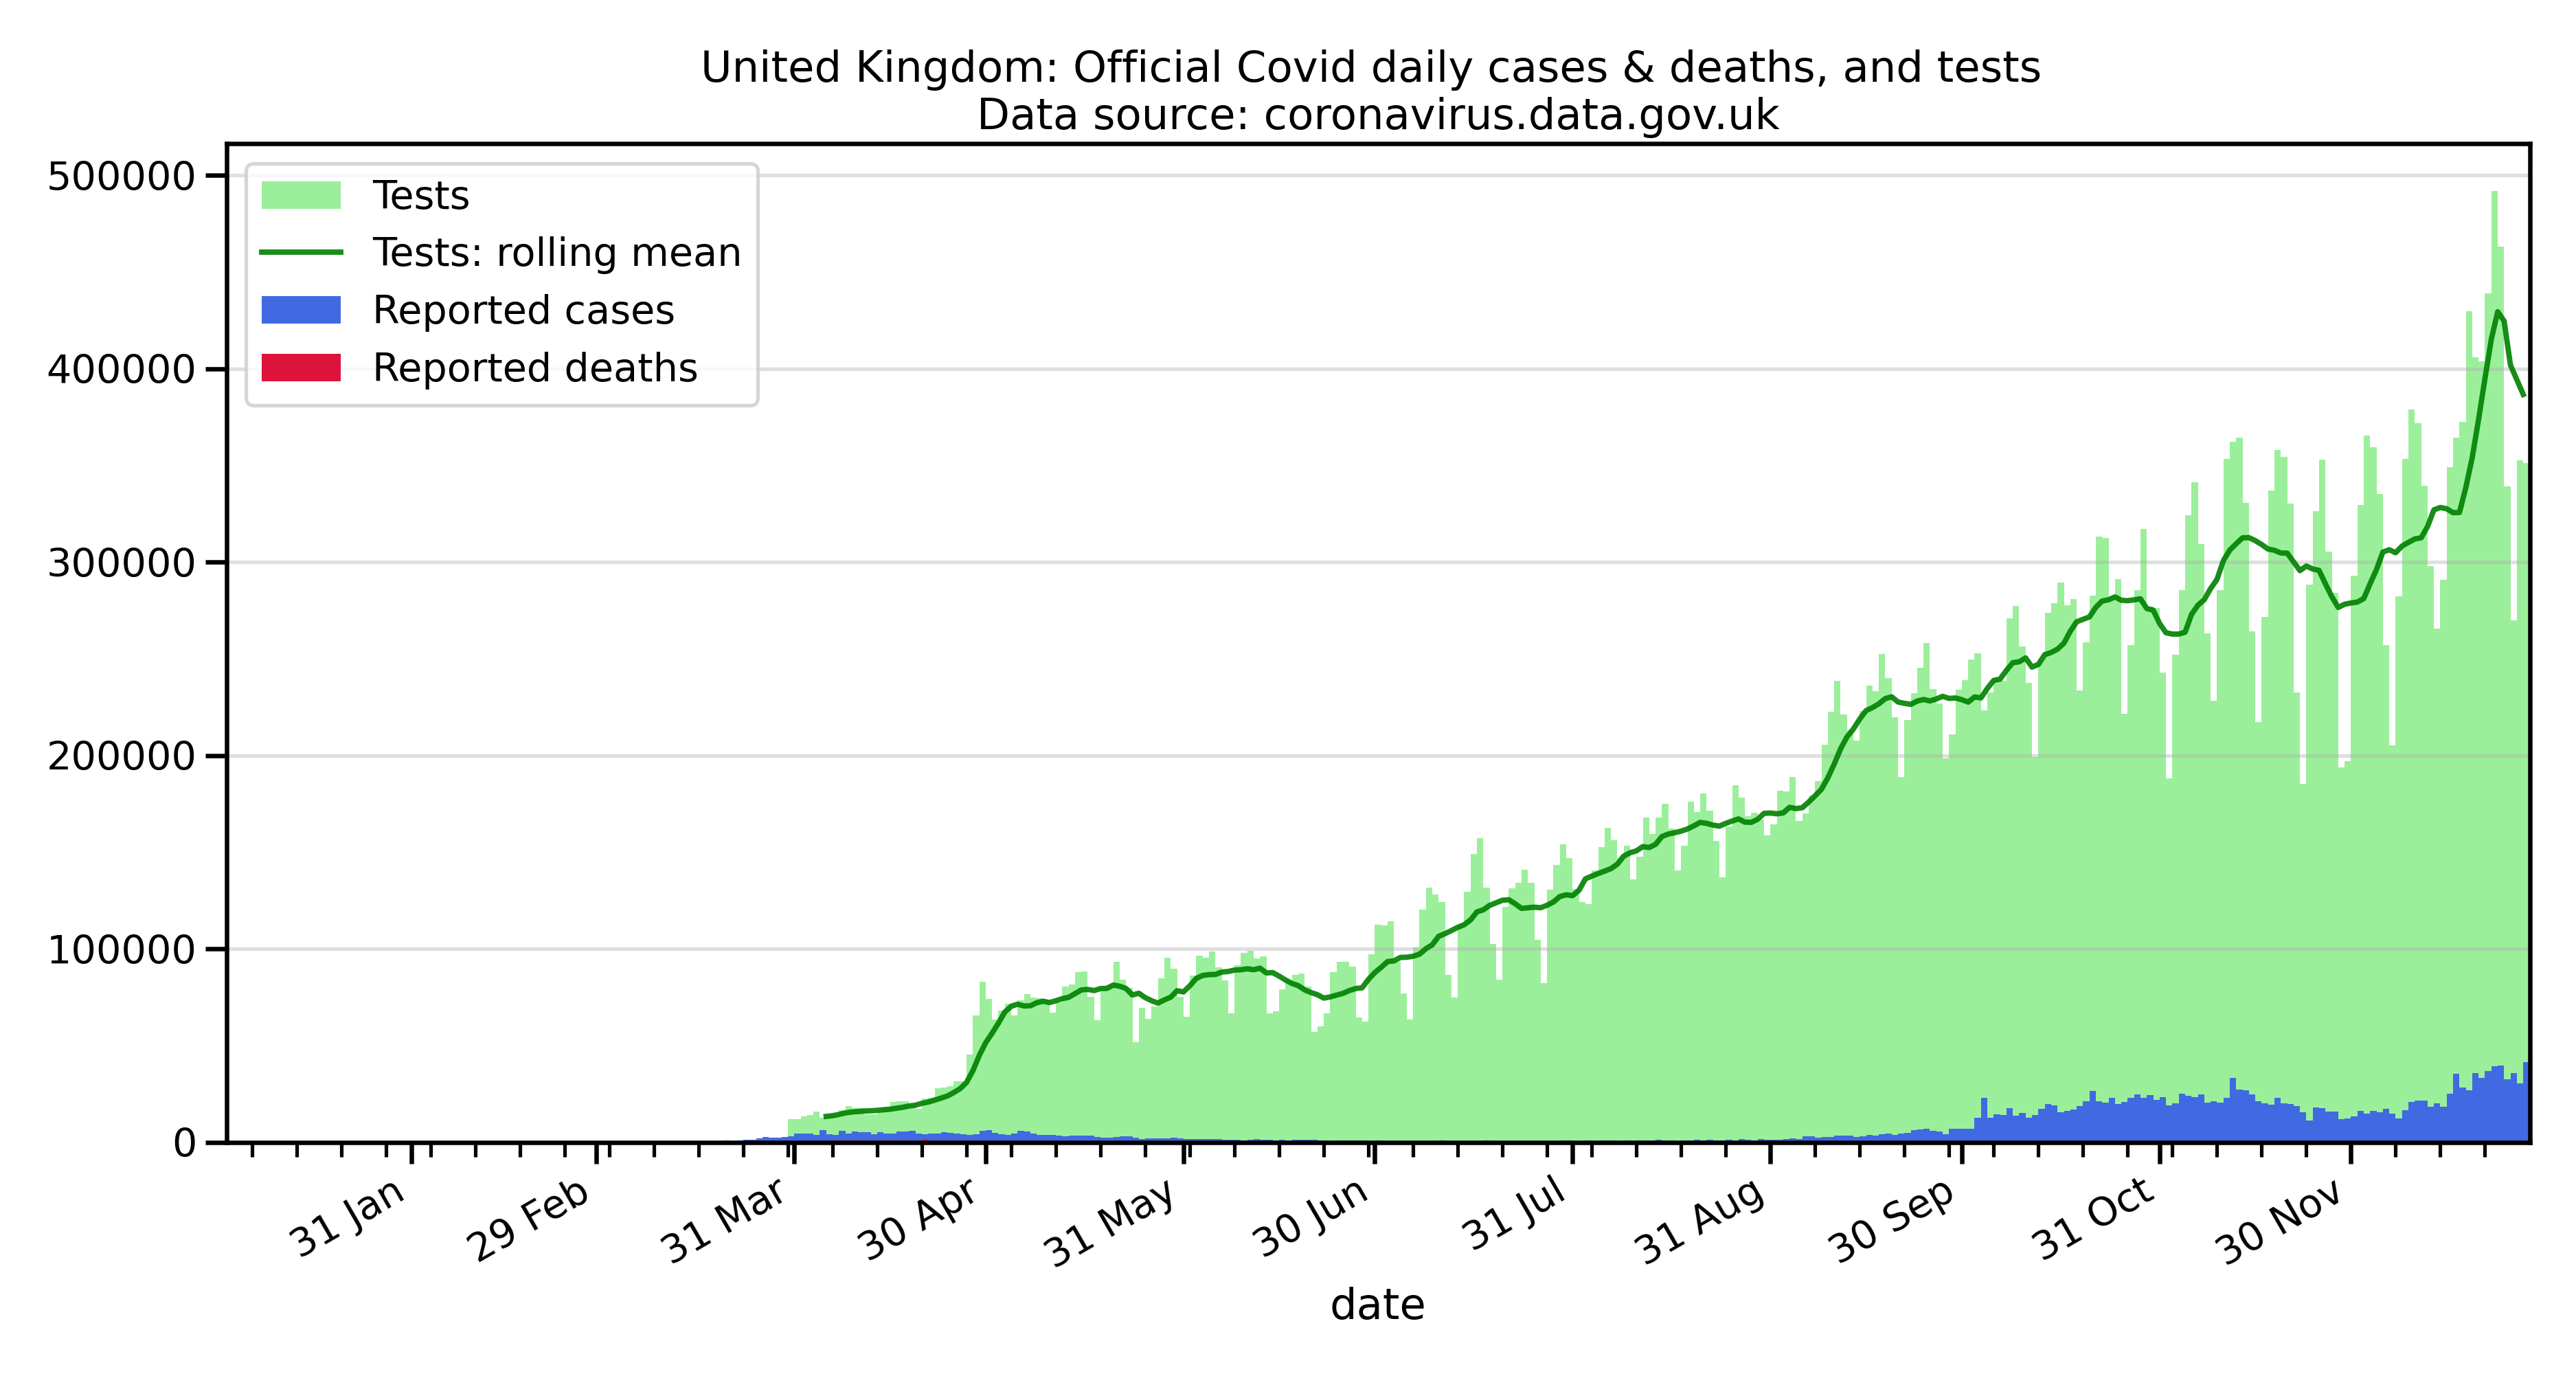 United Kingdom: Official Covid daily cases & deaths, and tests
Data source: coronavirus.data.gov.uk
500000
400000
300000
200000
100000
0
Tests
Tests: rolling mean
Reported cases
Reported deaths
31 Jan
29 Feb
31 Mar
30 Apr
31 May
30 Jun
31 Jul
31 Aug
30 Sep
31 Oct
30 Nov
date